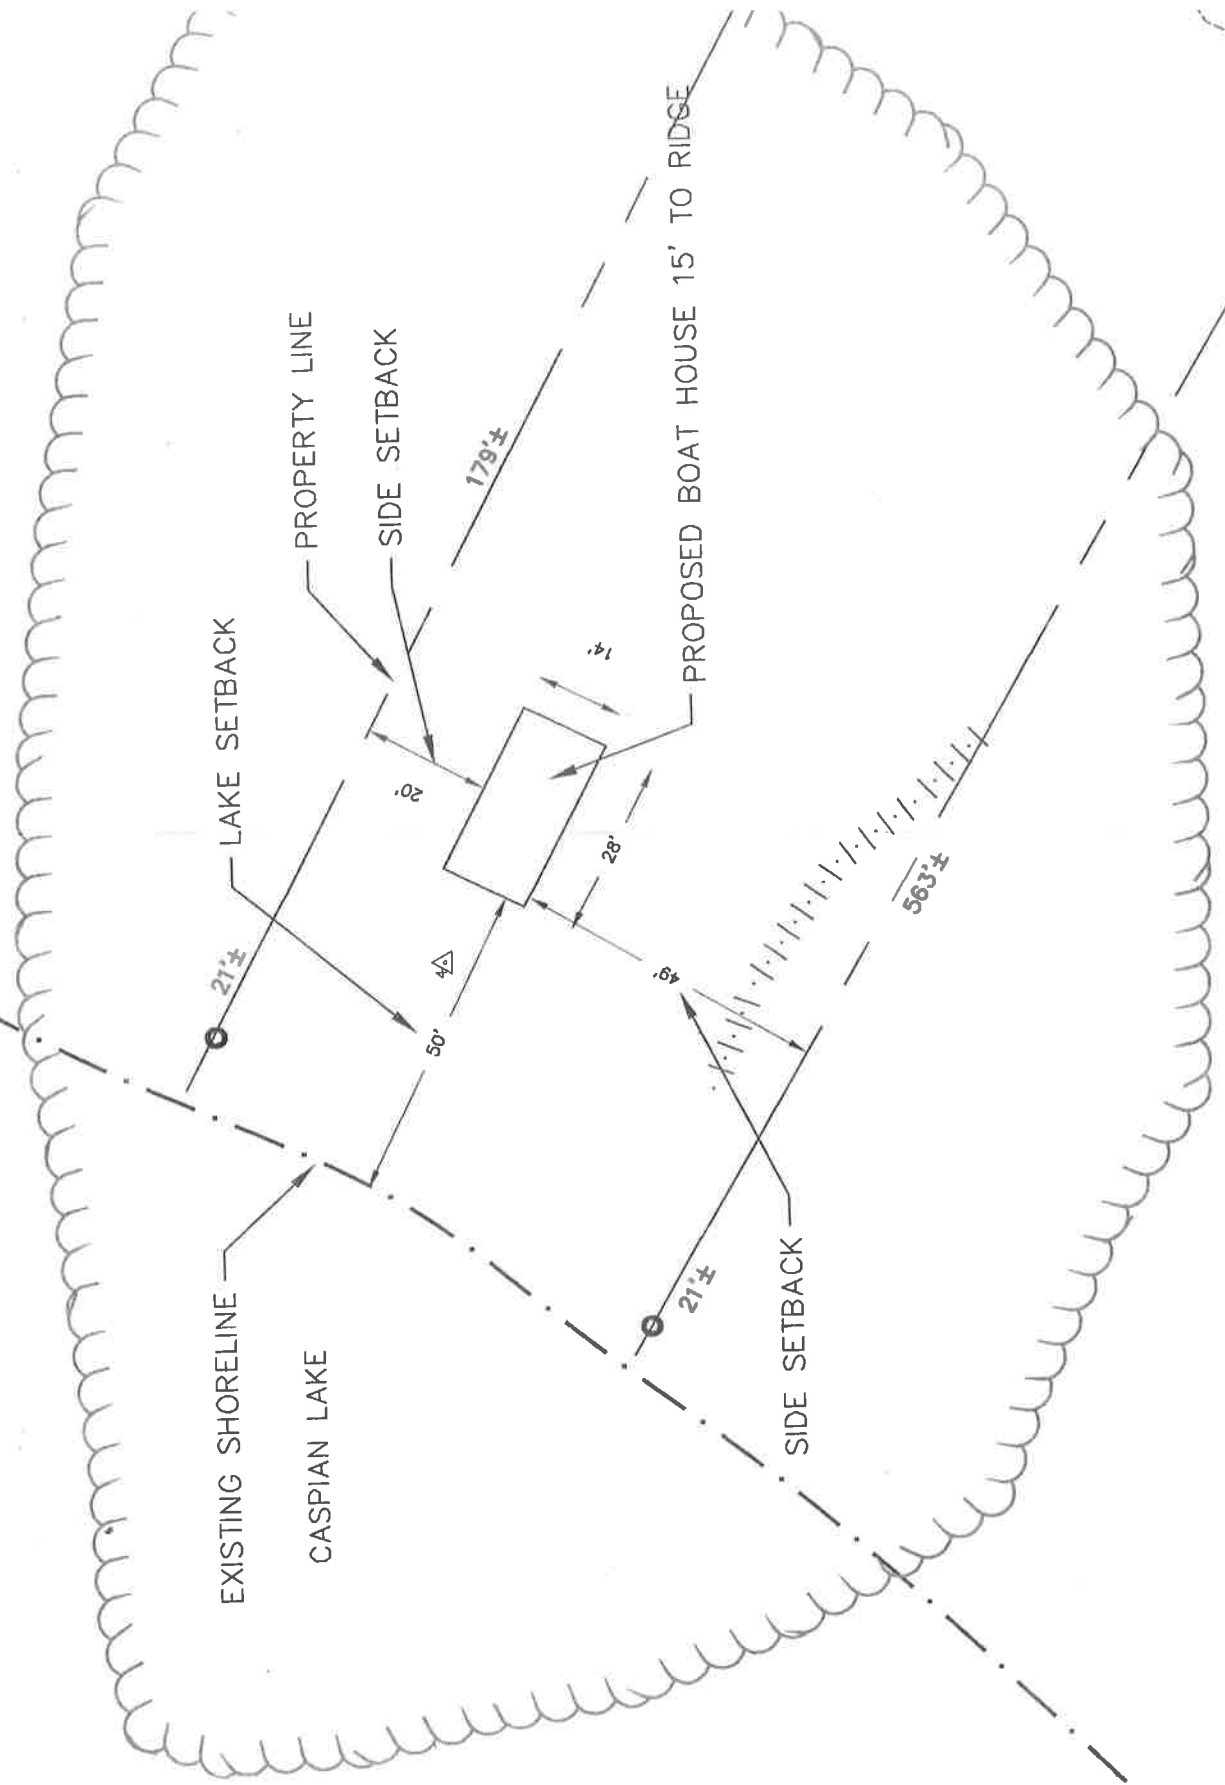 EXISTING SHORELINE
CASPIAN LAKE
21'±
LAKE SETBACK
PROPERTY LINE
SIDE SETBACK
179'±
20'
50'
14'
28'
PROPOSED BOAT HOUSE 15' TO RIDGE
49'
21'±
563'±
SIDE SETBACK